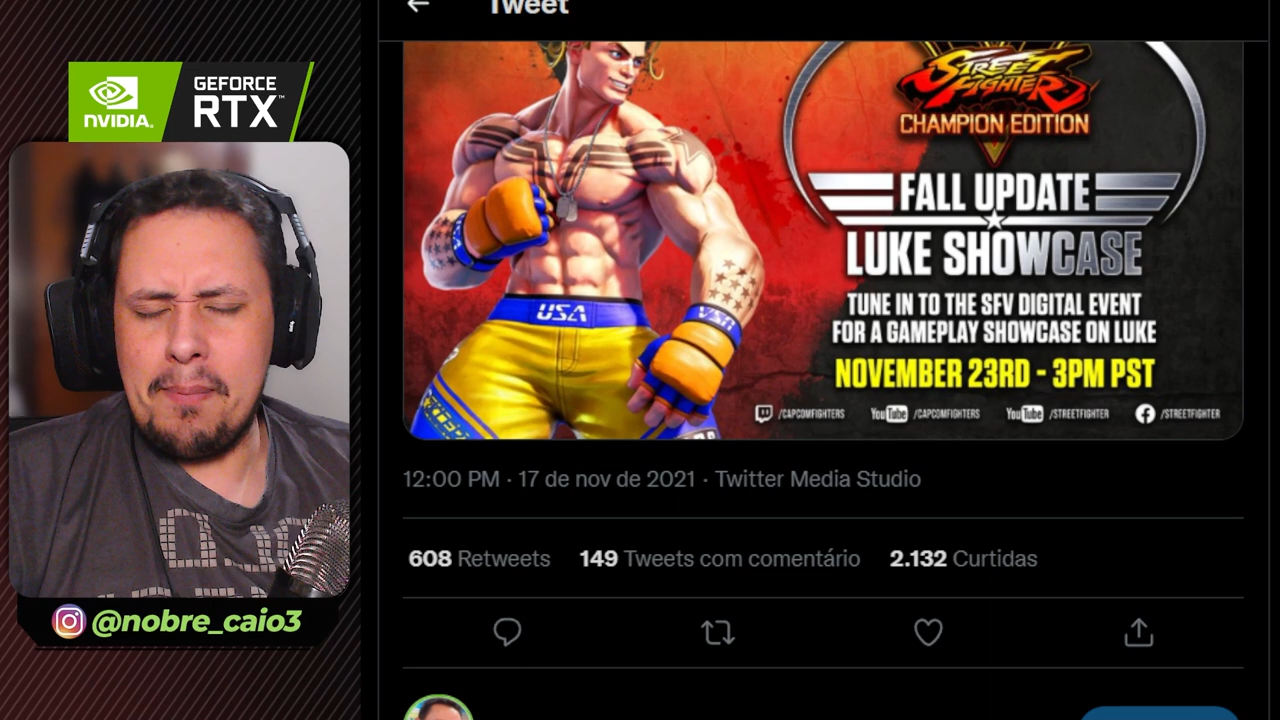 Tweet
NVIDIA.
GEFORCE
RTX™
STREET
FIGHTER
V
CHAMPION EDITION
FALL UPDATE
LUKE SHOWCASE
TUNE IN TO THE SFV DIGITAL EVENT
FOR A GAMEPLAY SHOWCASE ON LUKE
NOVEMBER 23RD - 3PM PST
/CAPCOMFIGHTERS YouTube /CAPCOMFIGHTERS YouTube /STREETFIGHTER /STREETFIGHTER
USA
USA
12:00 PM · 17 de nov de 2021 · Twitter Media Studio
608 Retweets 149 Tweets com comentário 2.132 Curtidas
@nobre_caio3